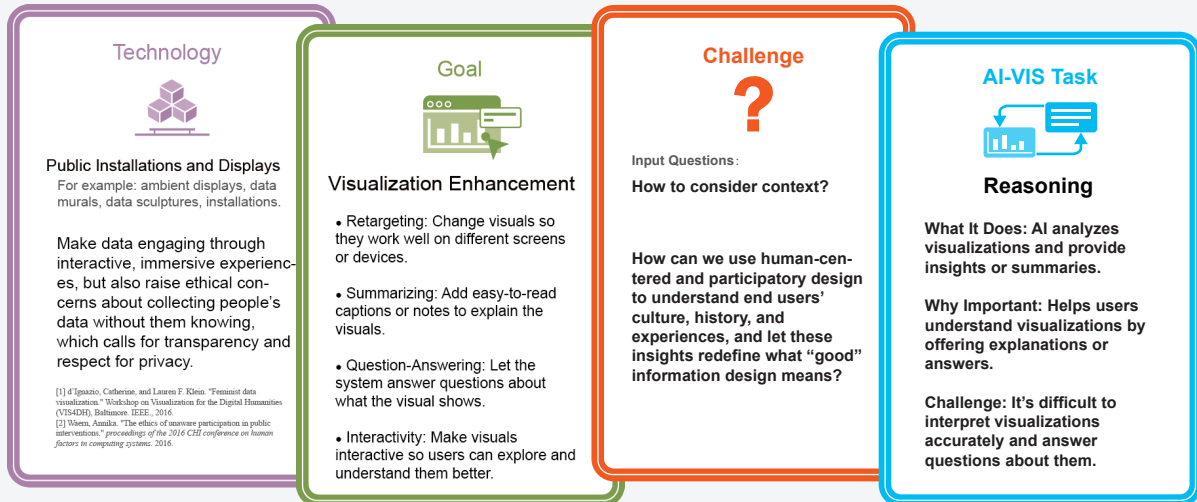 Technology
Public Installations and Displays
For example: ambient displays, data
murals, data sculptures, installations.
Make data engaging through
interactive, immersive experienc-
es, but also raise ethical con-
cerns about collecting people’s
data without them knowing,
which calls for transparency and
respect for privacy.
[1] d’Ignazio, Catherine, and Lauren F. Klein. "Feminist data
visualization." Workshop on Visualization for the Digital Humanities
(VIS4DH), Baltimore. IEEE., 2016.
[2] Waern, Annika. "The ethics of unaware participation in public
interventions." proceedings of the 2016 CHI conference on human
factors in computing systems. 2016.
Goal
Visualization Enhancement
• Retargeting: Change visuals so
they work well on different screens
or devices.
• Summarizing: Add easy-to-read
captions or notes to explain the
visuals.
• Question-Answering: Let the
system answer questions about
what the visual shows.
• Interactivity: Make visuals
interactive so users can explore and
understand them better.
Challenge
?
Input Questions:
How to consider context?
How can we use human-cen-
tered and participatory design
to understand end users’
culture, history, and
experiences, and let these
insights redefine what “good”
information design means?
AI-VIS Task
Reasoning
What It Does: AI analyzes
visualizations and provide
insights or summaries.
Why Important: Helps users
understand visualizations by
offering explanations or
answers.
Challenge: It’s difficult to
interpret visualizations
accurately and answer
questions about them.